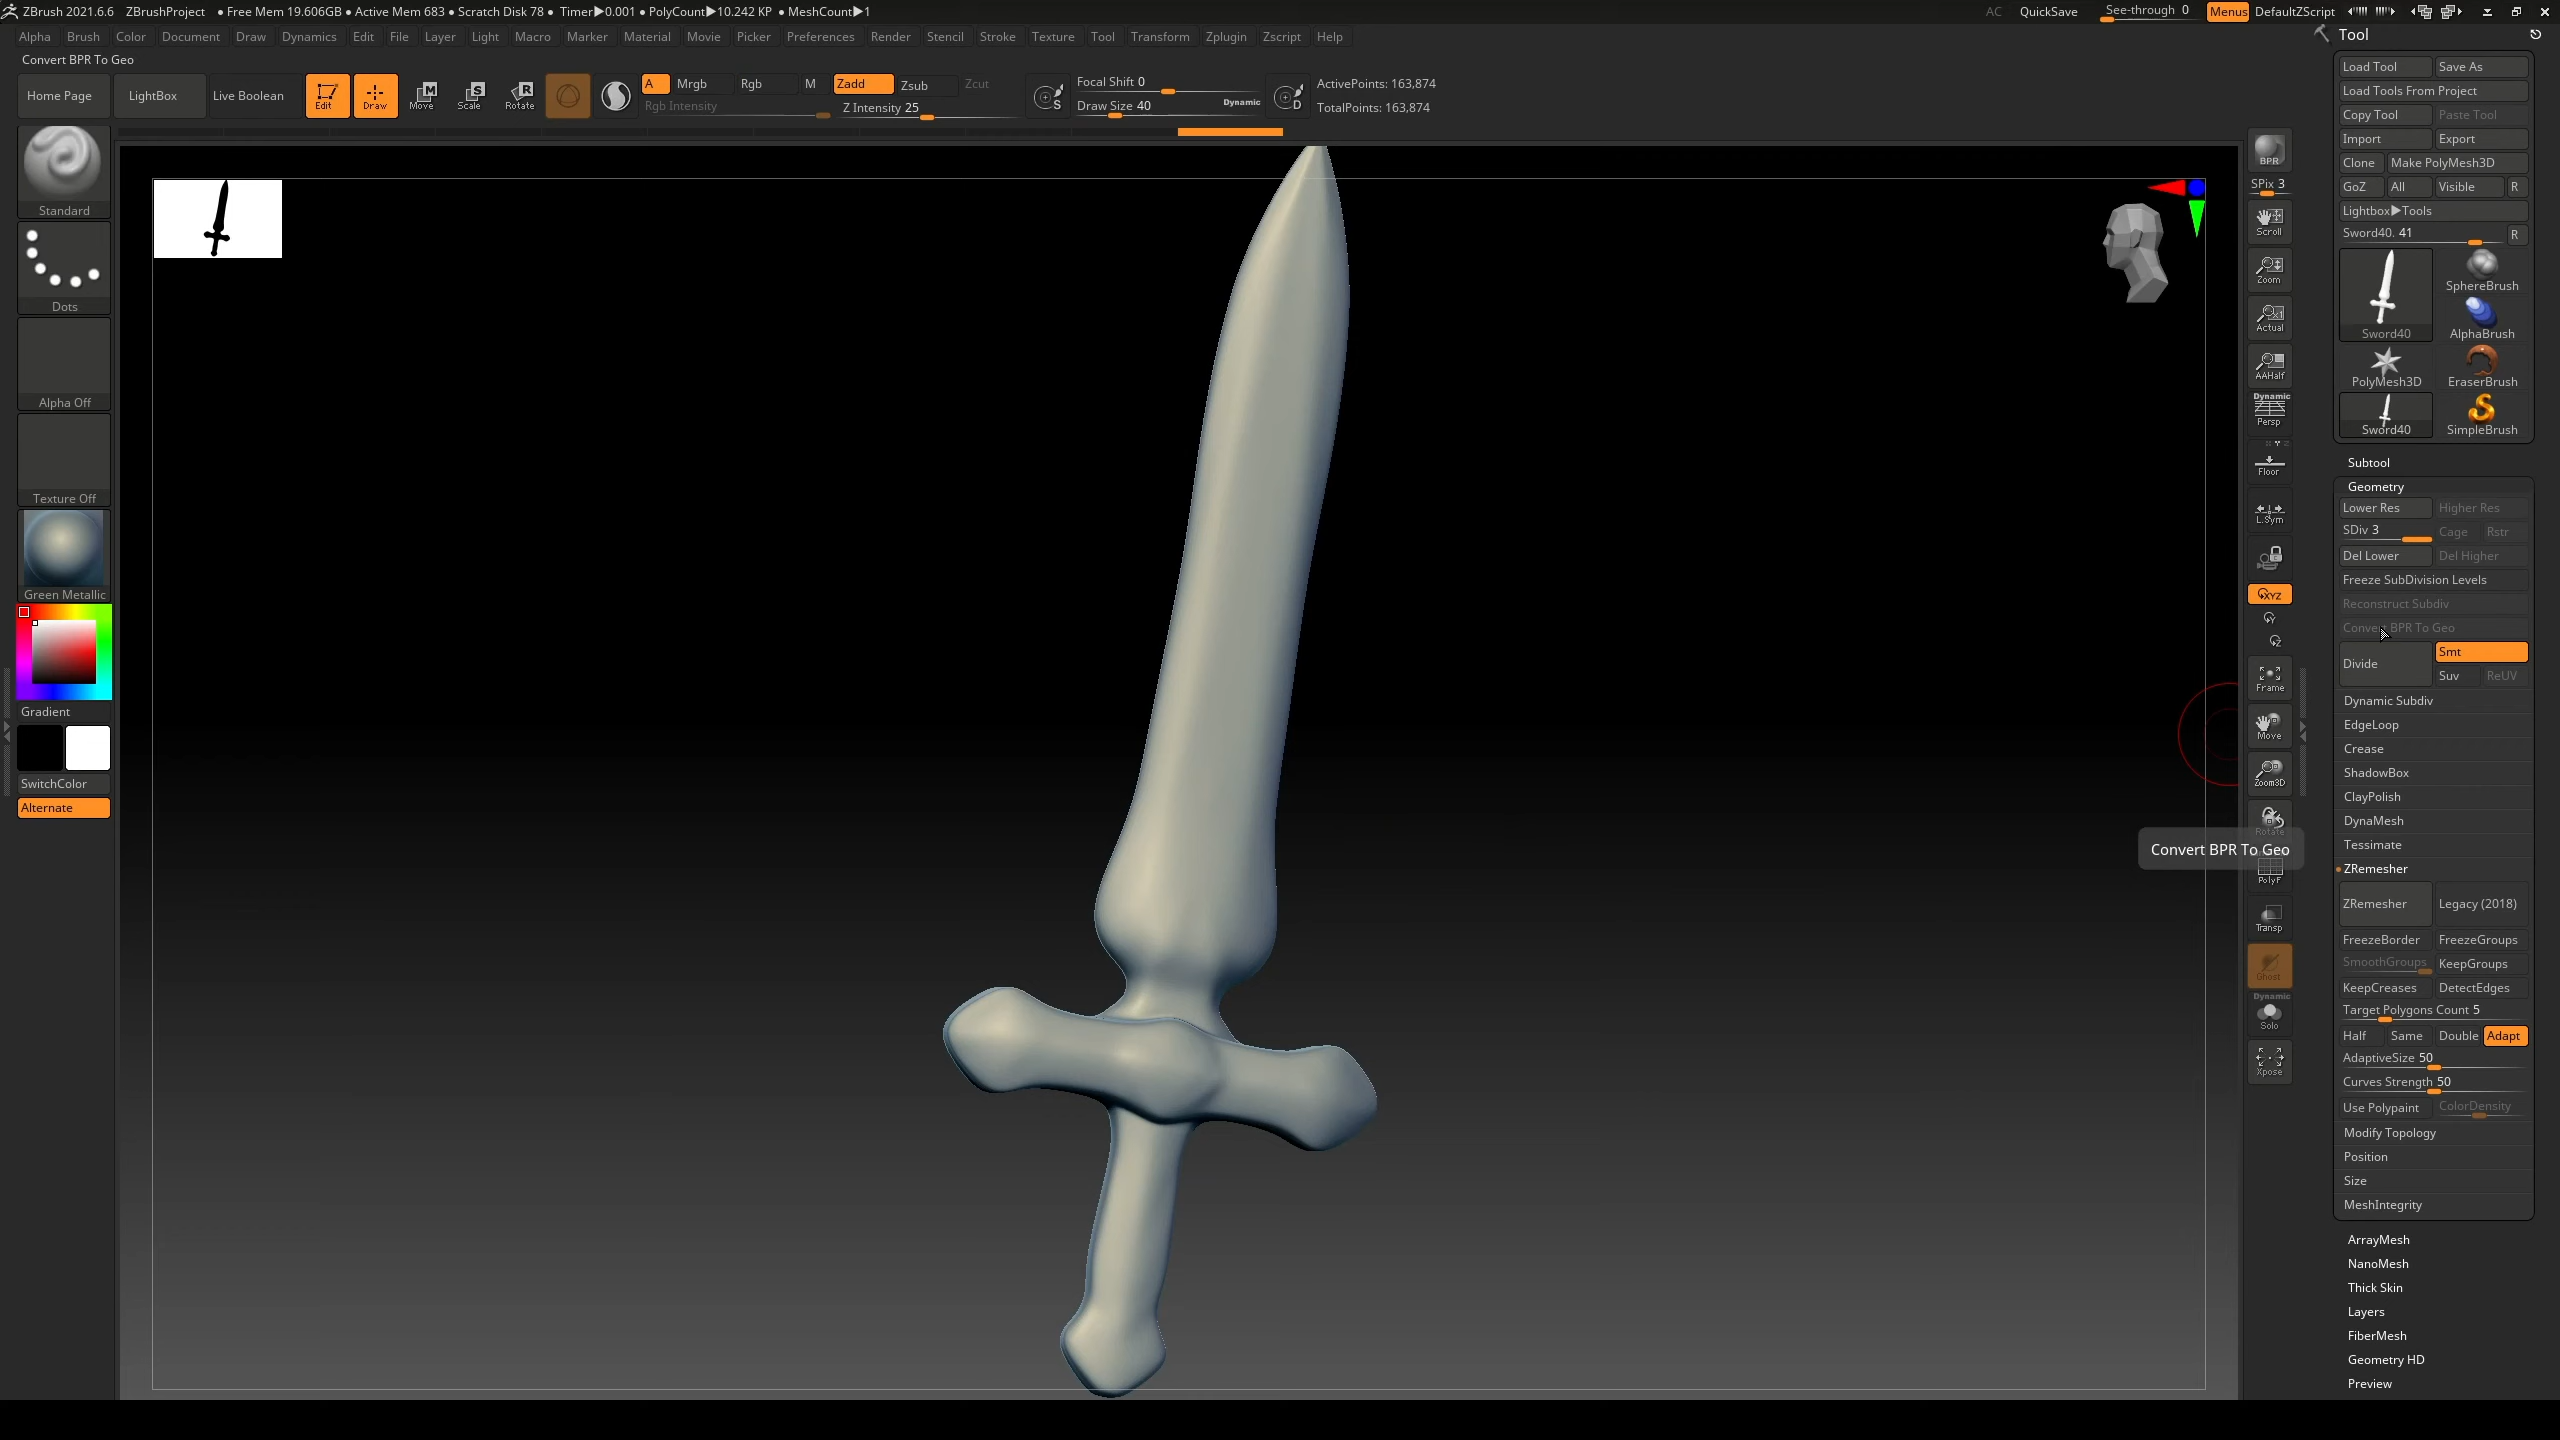 ZBrush 2021.6.6 ZBrushProject • Free Mem 19.606GB • Active Mem 683 • Scratch Disk 78 • Timer▶0.001 • PolyCount▶10.242 KP • MeshCount▶1 AC QuickSave See-through 0 Menus DefaultZScript
Alpha Brush Color Document Draw Dynamics Edit File Layer Light Macro Marker Material Movie Picker Preferences Render Stencil Stroke Texture Tool Transform Zplugin Zscript Help
Convert BPR To Geo
Home Page LightBox Live Boolean Edit Draw Move Scale Rotate
A Mrgb Rgb M Zadd Zsub Zcut
Rgb Intensity Z Intensity 25
Focal Shift 0
Draw Size 40 Dynamic
ActivePoints: 163,874
TotalPoints: 163,874
Standard
Dots
Alpha Off
Texture Off
Green Metallic
Gradient
SwitchColor
Alternate
BPR
SPix 3
Scroll
Zoom
Actual
AAHalf
Dynamic
Persp
Floor
L.Sym
XYZ
Frame
Move
Zoom3D
Rotate
Convert BPR To Geo
PolyF
Transp
Ghost
Dynamic
Solo
Xpose
Tool
Load Tool Save As
Load Tools From Project
Copy Tool Paste Tool
Import Export
Clone Make PolyMesh3D
GoZ All Visible R
Lightbox▶Tools
Sword40. 41 R
Sword40 SphereBrush
AlphaBrush
PolyMesh3D EraserBrush
Sword40 SimpleBrush
Subtool
Geometry
Lower Res Higher Res
SDiv 3 Cage Rstr
Del Lower Del Higher
Freeze SubDivision Levels
Reconstruct Subdiv
Convert BPR To Geo
Divide Smt
Suv ReUV
Dynamic Subdiv
EdgeLoop
Crease
ShadowBox
ClayPolish
DynaMesh
Tessimate
ZRemesher
ZRemesher Legacy (2018)
FreezeBorder FreezeGroups
SmoothGroups KeepGroups
KeepCreases DetectEdges
Target Polygons Count 5
Half Same Double Adapt
AdaptiveSize 50
Curves Strength 50
Use Polypaint ColorDensity
Modify Topology
Position
Size
MeshIntegrity
ArrayMesh
NanoMesh
Thick Skin
Layers
FiberMesh
Geometry HD
Preview